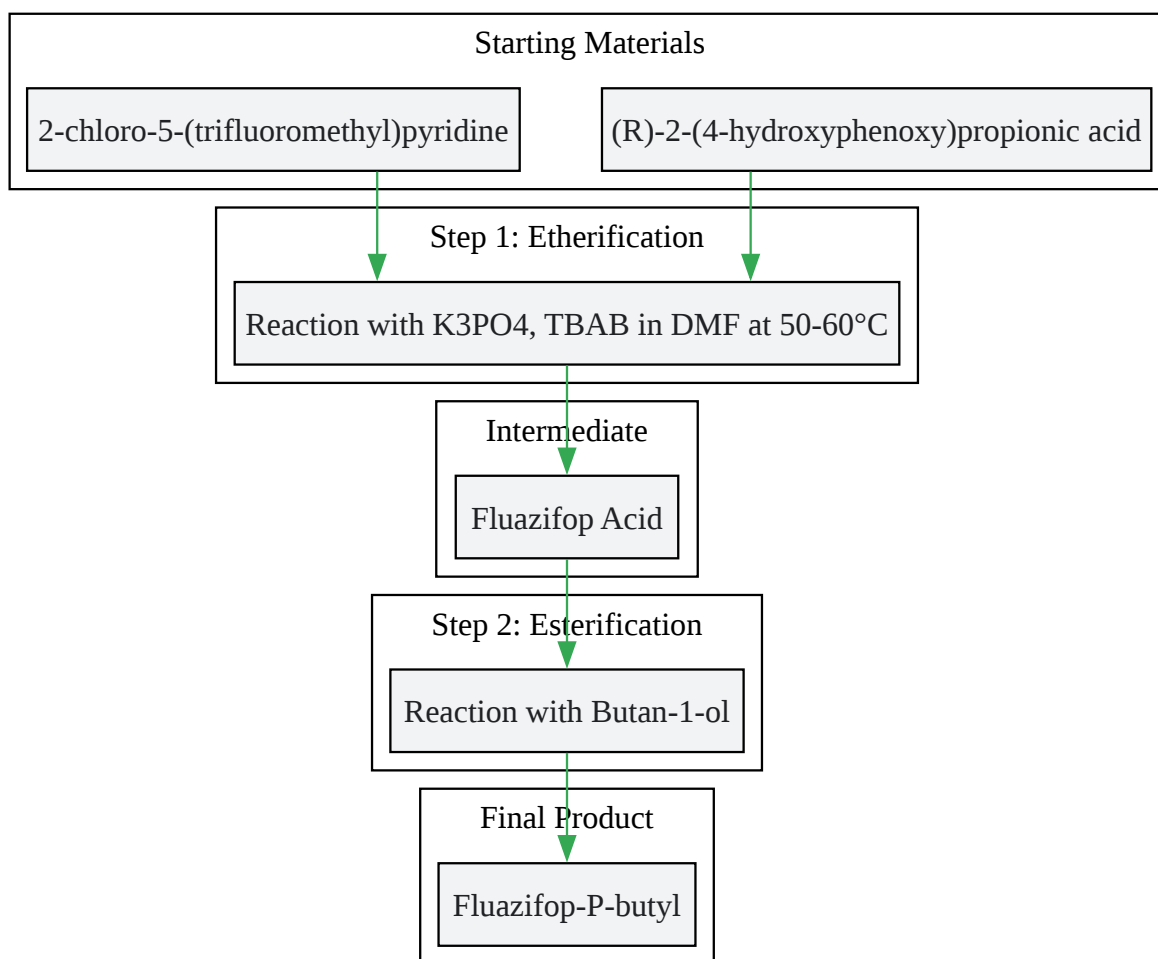 Starting Materials
2-chloro-5-(trifluoromethyl)pyridine
(R)-2-(4-hydroxyphenoxy)propionic acid
Step 1: Etherification
Reaction with K3PO4, TBAB in DMF at 50-60°C
Intermediate
Fluazifop Acid
Step 2: Esterification
Reaction with Butan-1-ol
Final Product
Fluazifop-P-butyl